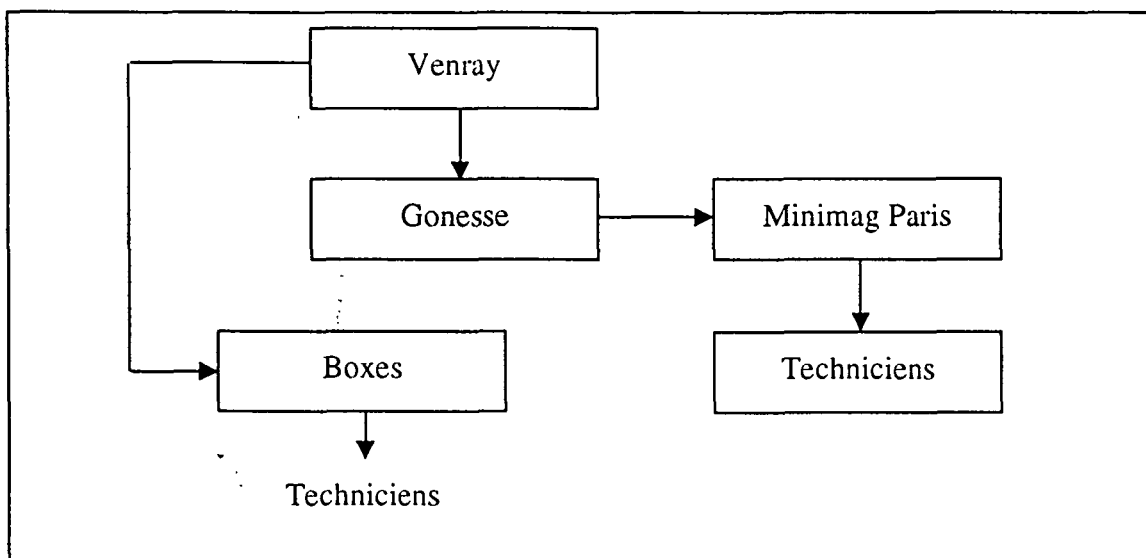 Venray
Gonesse
Minimag Paris
Boxes
Techniciens
Techniciens